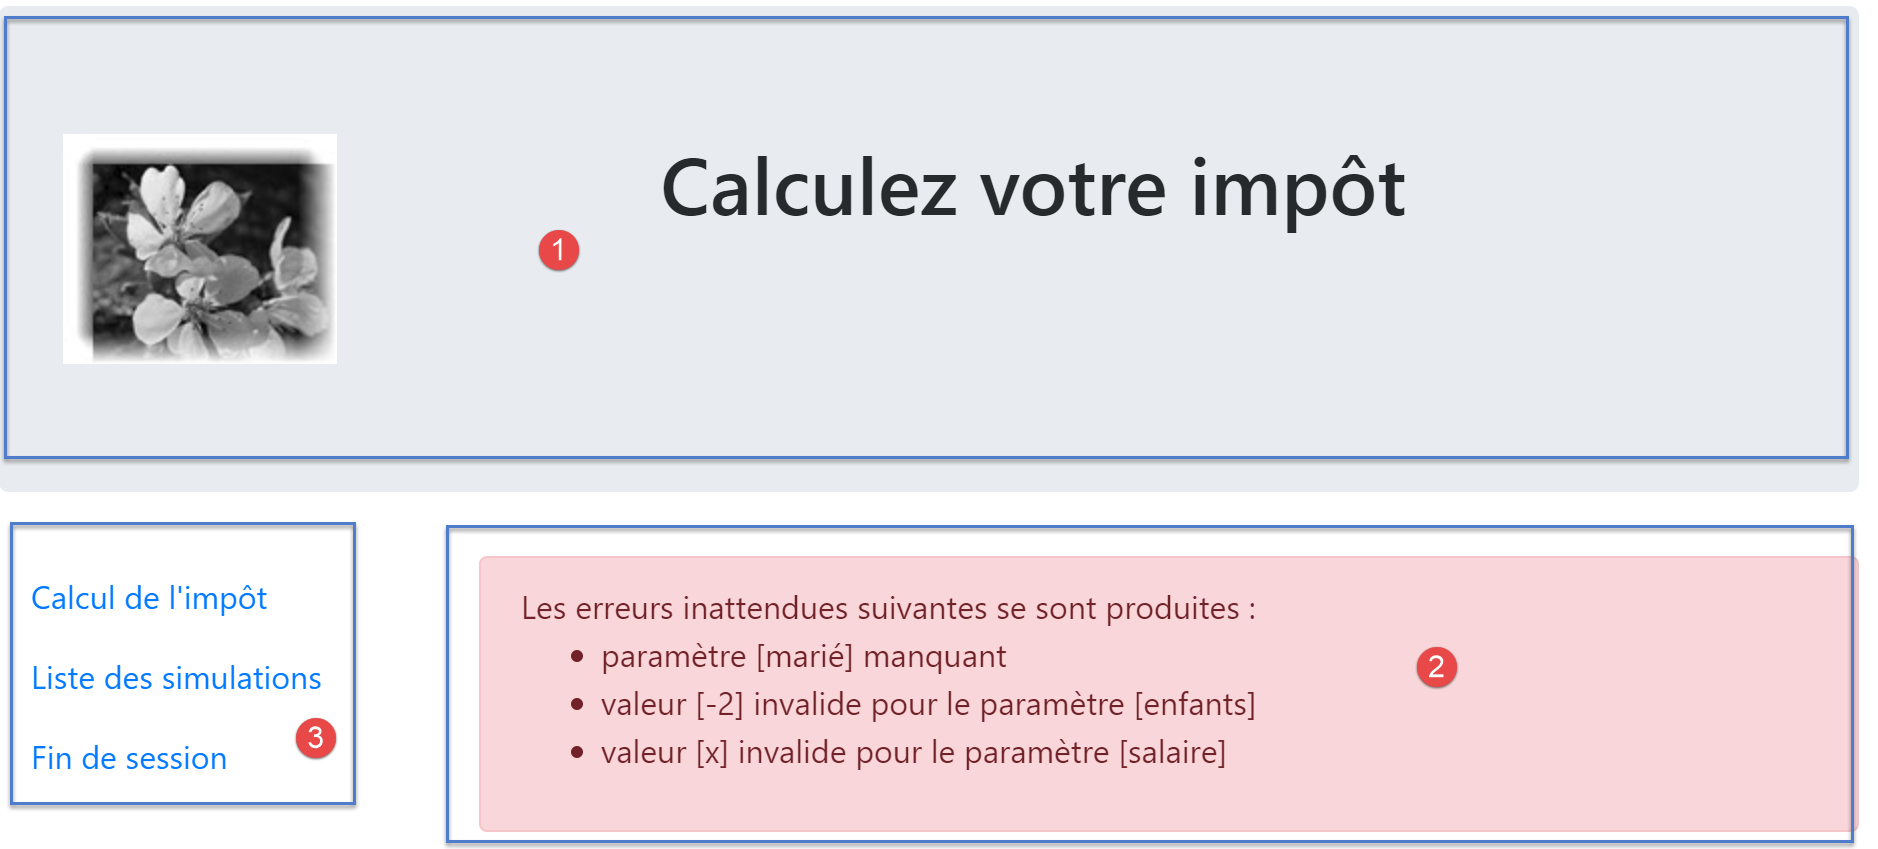 Calculez votre impôt
1
Calcul de l'impôt
Liste des simulations
Fin de session
3
Les erreurs inattendues suivantes se sont produites :
• paramètre [marié] manquant
• valeur [-2] invalide pour le paramètre [enfants]
• valeur [x] invalide pour le paramètre [salaire]
2